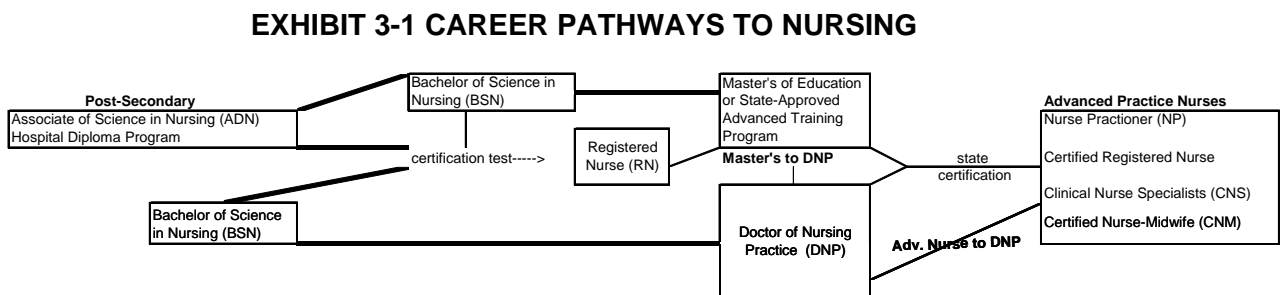 EXHIBIT 3-1 CAREER PATHWAYS TO NURSING
Post-Secondary
Associate of Science in Nursing (ADN)
Hospital Diploma Program
Bachelor of Science in
Nursing (BSN)
certification test----->
Bachelor of Science
in Nursing (BSN)
Registered
Nurse (RN)
Master's of Education
or State-Approved
Advanced Training
Program
Master's to DNP
Doctor of Nursing
Practice (DNP)
state
certification
Adv. Nurse to DNP
Advanced Practice Nurses
Nurse Practioner (NP)
Certified Registered Nurse
Clinical Nurse Specialists (CNS)
Certified Nurse-Midwife (CNM)